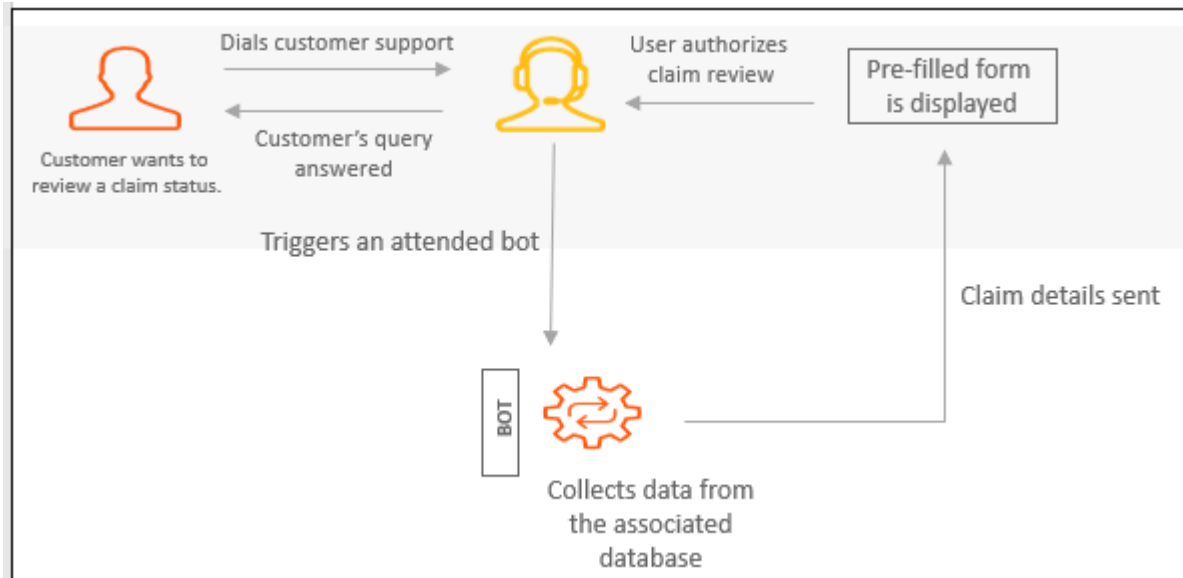 Dials customer support
Customer's query
answered
Customer wants to
review a claim status.
User authorizes
claim review
Pre-filled form
is displayed
Triggers an attended bot
Claim details sent
BOT
Collects data from
the associated
database